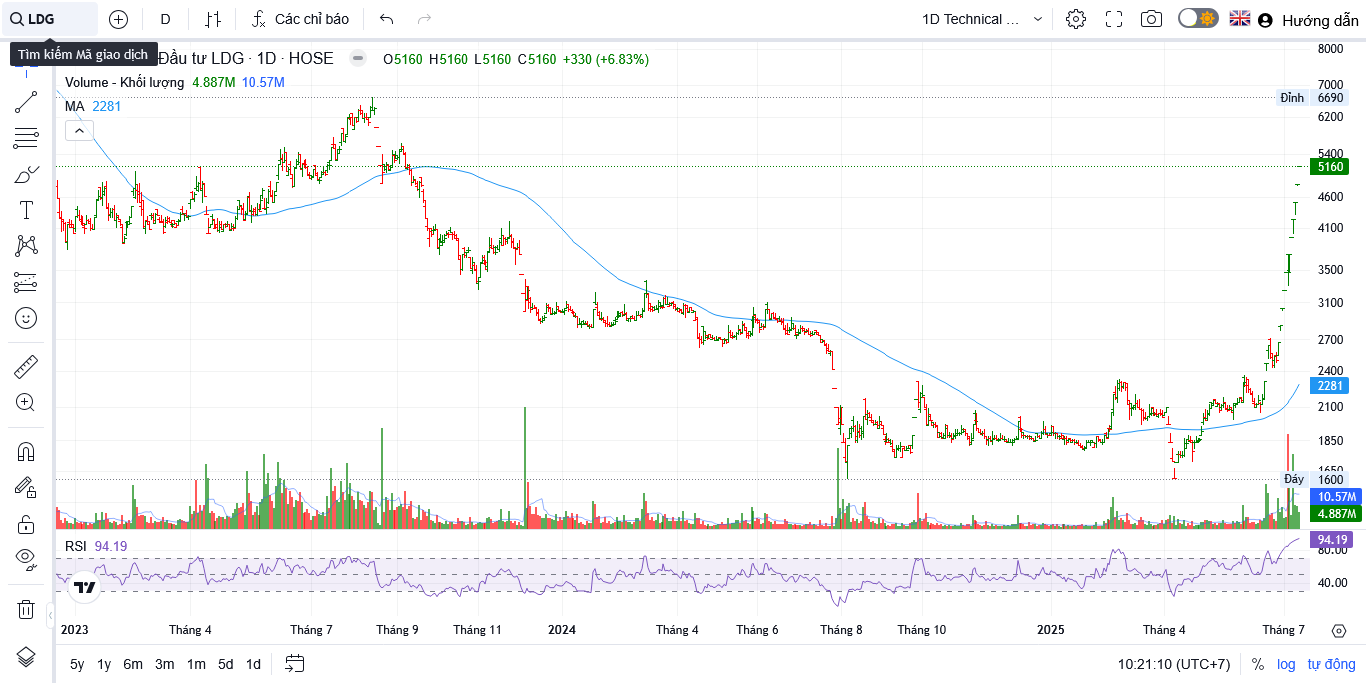 LDG D Các chỉ báo 1D Technical ... Hướng dẫn
Tìm kiếm Mã giao dịch Đầu tư LDG · 1D · HOSE O5160 H5160 L5160 C5160 +330 (+6.83%)
Volume - Khối lượng 4.887M 10.57M
MA 2281
8000
7000
Đỉnh 6690
6200
5400
5160
4600
4100
3500
3100
2700
2400
2281
2100
1850
1650
Đáy 1600
10.57M
4.887M
RSI 94.19
94.19
80.00
40.00
2023 Tháng 4 Tháng 7 Tháng 9 Tháng 11 2024 Tháng 4 Tháng 6 Tháng 8 Tháng 10 2025 Tháng 4 Tháng 7
5y 1y 6m 3m 1m 5d 1d 10:21:10 (UTC+7) % log tự động